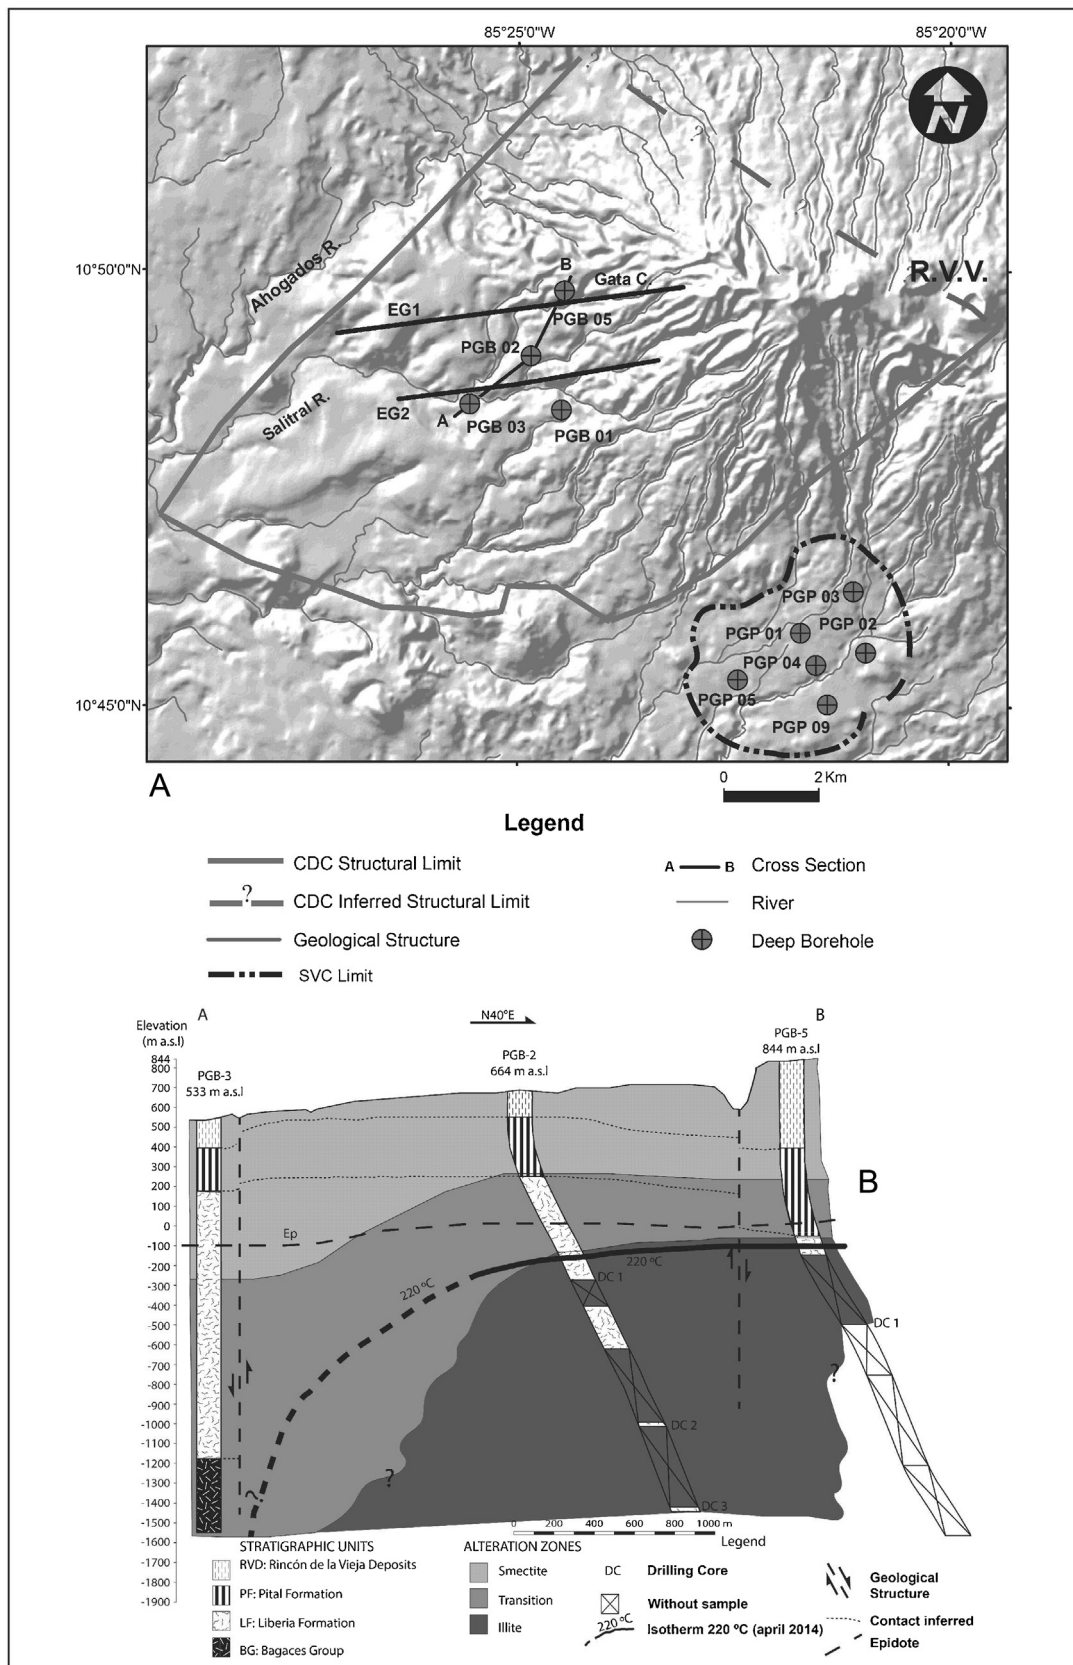 85°25'0"W
85°20'0"W
N
10°50'0"N
Ahogados R.
B
Gata C.
R.V.V.
EG1
PGB 05
PGB 02
Salitral R.
EG2
A
PGB 03
PGB 01
PGP 03
PGP 02
PGP 01
PGP 04
10°45'0"N
PGP 05
PGP 09
A
0 2 Km
Legend
CDC Structural Limit
A B Cross Section
? CDC Inferred Structural Limit
River
Geological Structure
Deep Borehole
SVC Limit
A
N40°E
B
Elevation
(m a.s.l)
PGB-3
533 m a.s.l
PGB-2
664 m a.s.l
PGB-5
844 m a.s.l
844
800
700
600
500
400
300
200
100
0
-100
-200
-300
-400
-500
-600
-700
-800
-900
-1000
-1100
-1200
-1300
-1400
-1500
-1600
-1700
-1800
-1900
B
Ep
220 ºC
220 ºC
DC 1
DC 1
?
DC 2
?
?
DC 3
0 200 400 600 800 1000 m
Legend
STRATIGRAPHIC UNITS
RVD: Rincón de la Vieja Deposits
PF: Pital Formation
LF: Liberia Formation
BG: Bagaces Group
ALTERATION ZONES
Smectite
Transition
Illite
DC Drilling Core
Without sample
220 ºC Isotherm 220 ºC (april 2014)
Geological
Structure
Contact inferred
Epidote